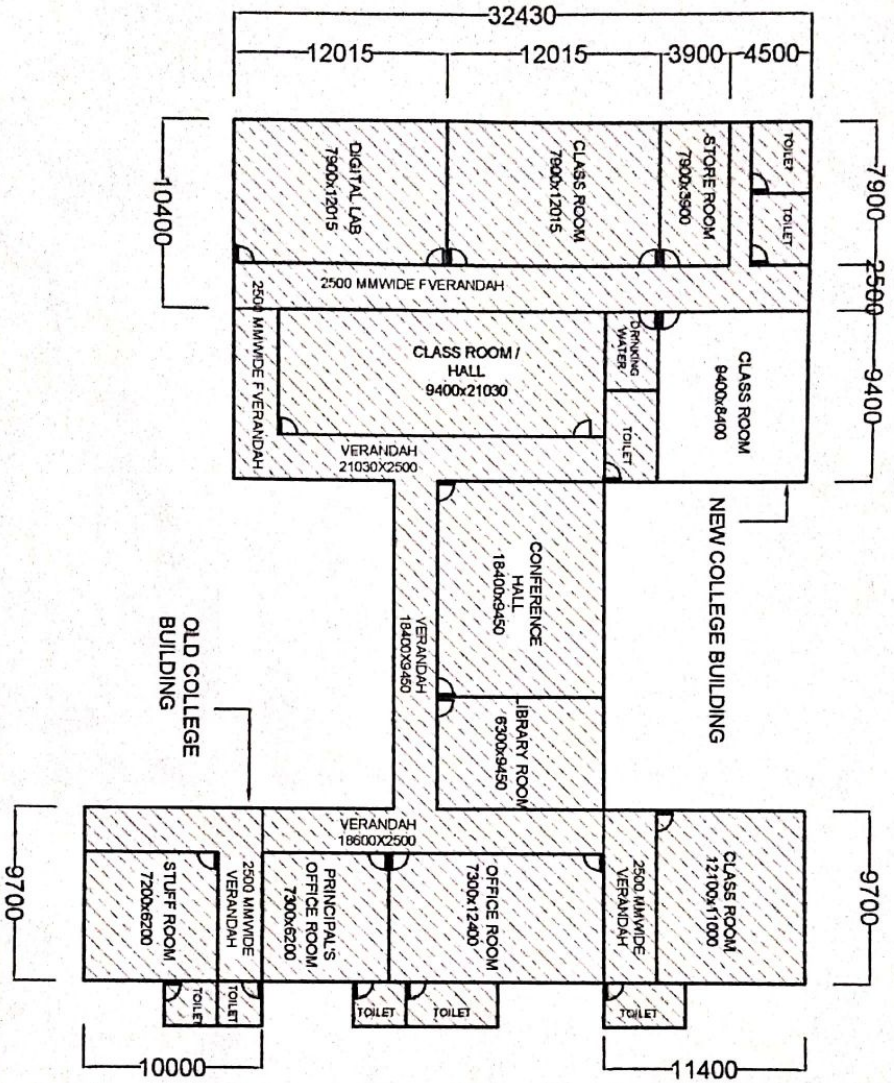 32430
12015
12015
3900
4500
7900
2500
9400
10400
TOILET
TOILET
STORE ROOM
7900x3900
CLASS ROOM
7900x12015
DIGITAL LAB
7900x12015
2500 MMWIDE FVERANDAH
2500 MMWIDE FVERANDAH
CLASS ROOM /
HALL
9400x21030
DRINKING
WATER
TOILET
CLASS ROOM
9400x8400
VERANDAH
21030X2500
NEW COLLEGE BUILDING
CONFERENCE
HALL
18400x9450
VERANDAH
18400X9450
LIBRARY ROOM
6300x9450
OLD COLLEGE
BUILDING
VERANDAH
18600X2500
CLASS ROOM
12100x11000
2500 MMWIDE
VERANDAH
OFFICE ROOM
7300x12400
PRINCIPAL'S
OFFICE ROOM
7300x6200
2500 MMWIDE
VERANDAH
STUFF ROOM
7200x6200
TOILET
TOILET
TOILET
TOILET
TOILET
9700
9700
10000
11400